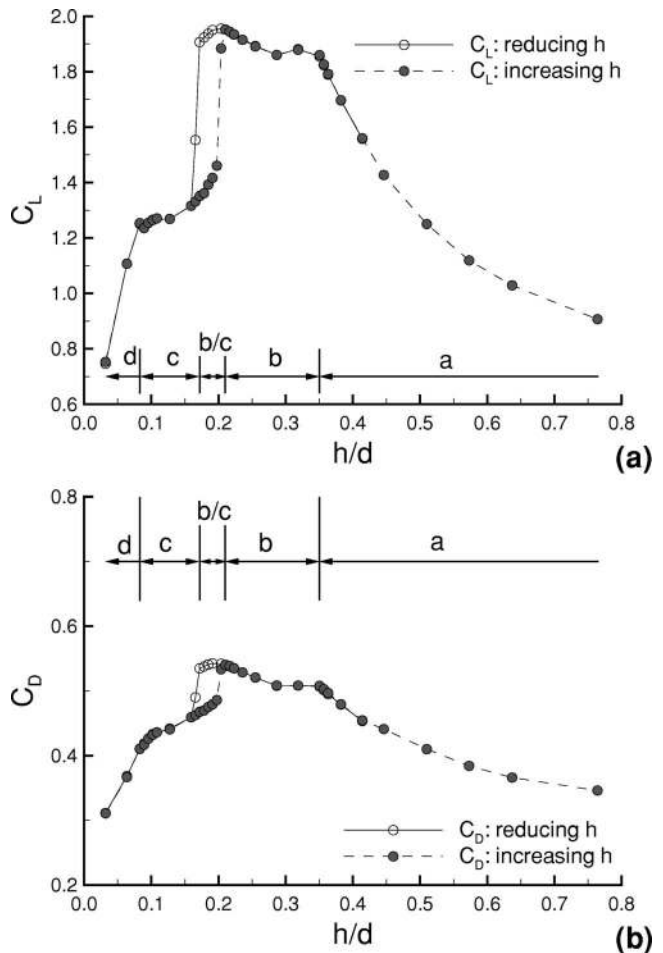 2.0
1.8
1.6
1.4
1.2
1.0
0.8
0.6
C_L
C_L: reducing h
C_L: increasing h
d c b/c b a
0.0 0.1 0.2 0.3 0.4 0.5 0.6 0.7 0.8
h/d
(a)
0.8
0.6
0.4
0.2
C_D
d c b/c b a
C_D: reducing h
C_D: increasing h
0.0 0.1 0.2 0.3 0.4 0.5 0.6 0.7 0.8
h/d
(b)